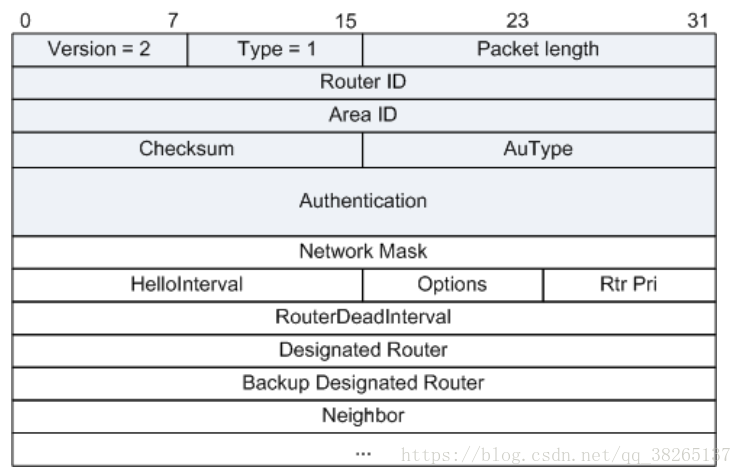 0 7 15 23 31
Version = 2 Type = 1 Packet length
Router ID
Area ID
Checksum AuType
Authentication
Network Mask
HelloInterval Options Rtr Pri
RouterDeadInterval
Designated Router
Backup Designated Router
Neighbor
... https://blog.csdn.net/qq_38265137